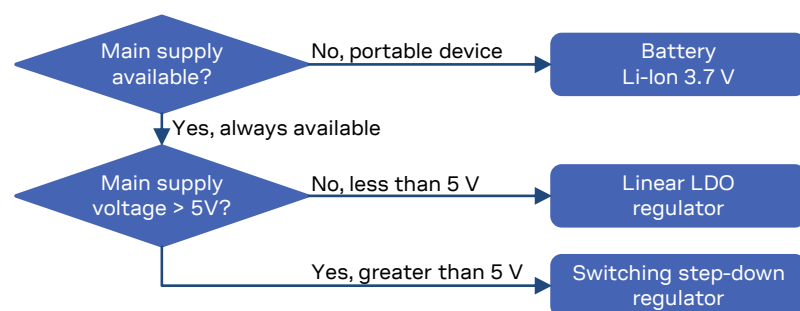 Main supply
available?
No, portable device
Battery
Li-Ion 3.7 V
Yes, always available
Main supply
voltage > 5V?
No, less than 5 V
Linear LDO
regulator
Yes, greater than 5 V
Switching step-down
regulator